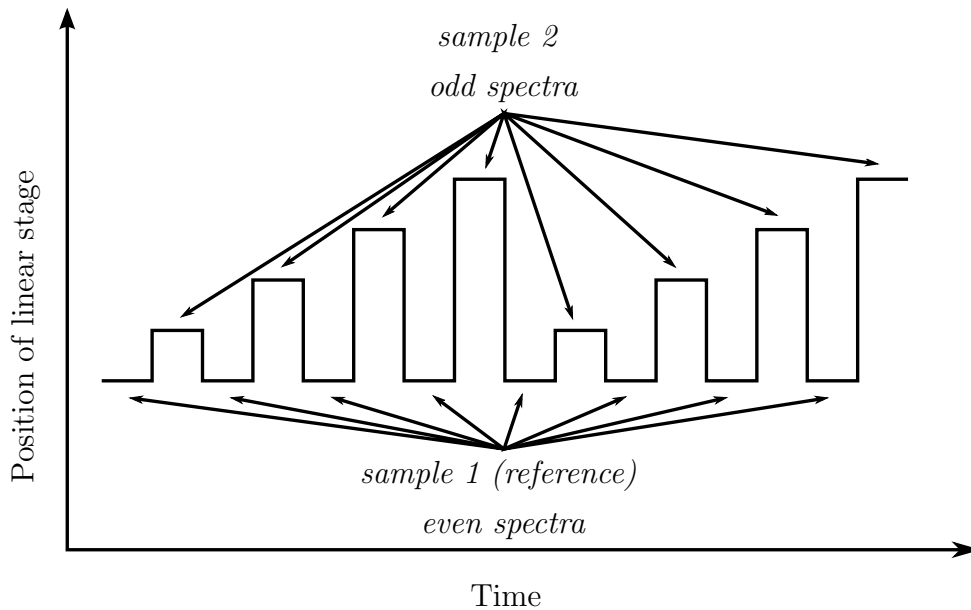 sample 2
odd spectra
Position of linear stage
sample 1 (reference)
even spectra
Time